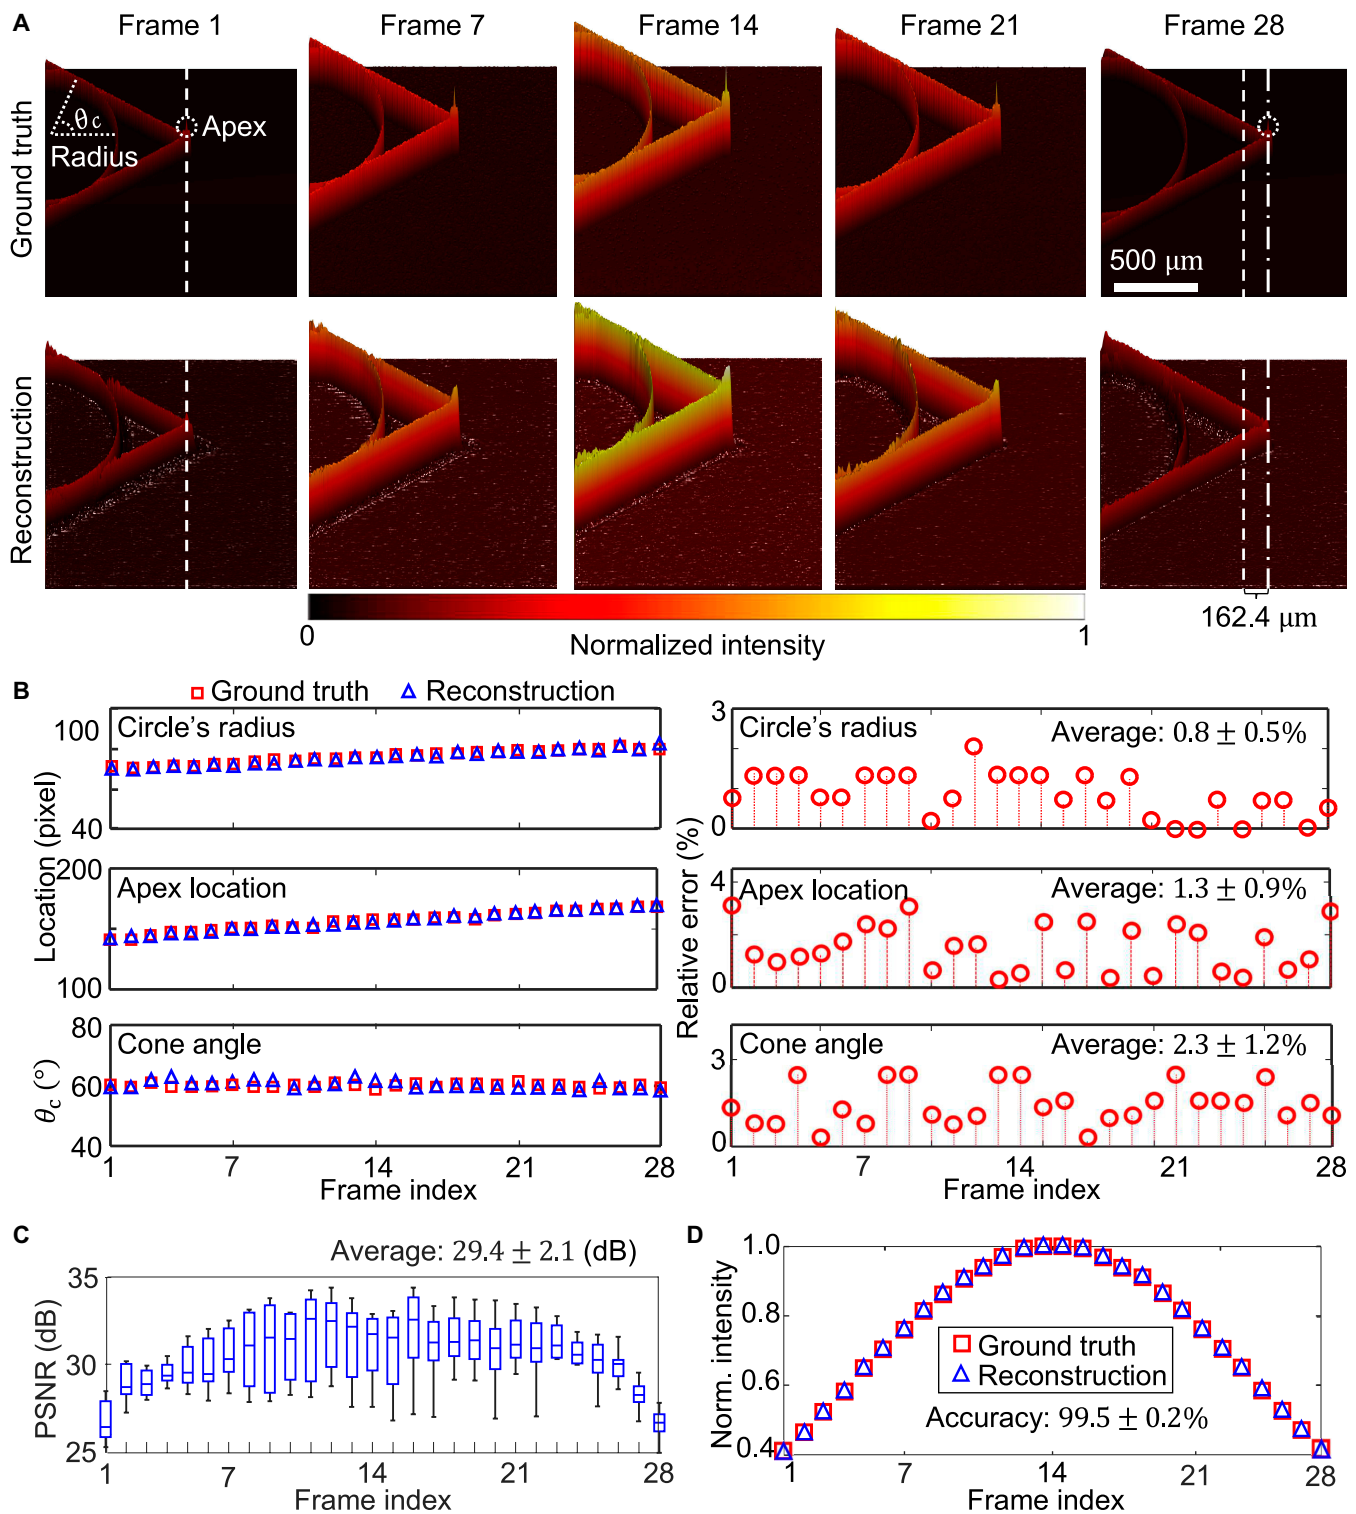 A
Frame 1
Frame 7
Frame 14
Frame 21
Frame 28
Ground truth
θc
Radius
Apex
500 μm
Reconstruction
162.4 μm
0
1
Normalized intensity
B
Ground truth
Reconstruction
Location (pixel)
100
40
Circle's radius
200
100
Apex location
θc (°)
80
60
40
Cone angle
1
7
14
21
28
Frame index
Relative error (%)
3
0
Circle's radius
Average: 0.8 ± 0.5%
4
0
Apex location
Average: 1.3 ± 0.9%
3
0
Cone angle
Average: 2.3 ± 1.2%
1
7
14
21
28
Frame index
C
Average: 29.4 ± 2.1 (dB)
PSNR (dB)
35
30
25
1
7
14
21
28
Frame index
D
Norm. intensity
1.0
0.8
0.6
0.4
Ground truth
Reconstruction
Accuracy: 99.5 ± 0.2%
1
7
14
21
28
Frame index